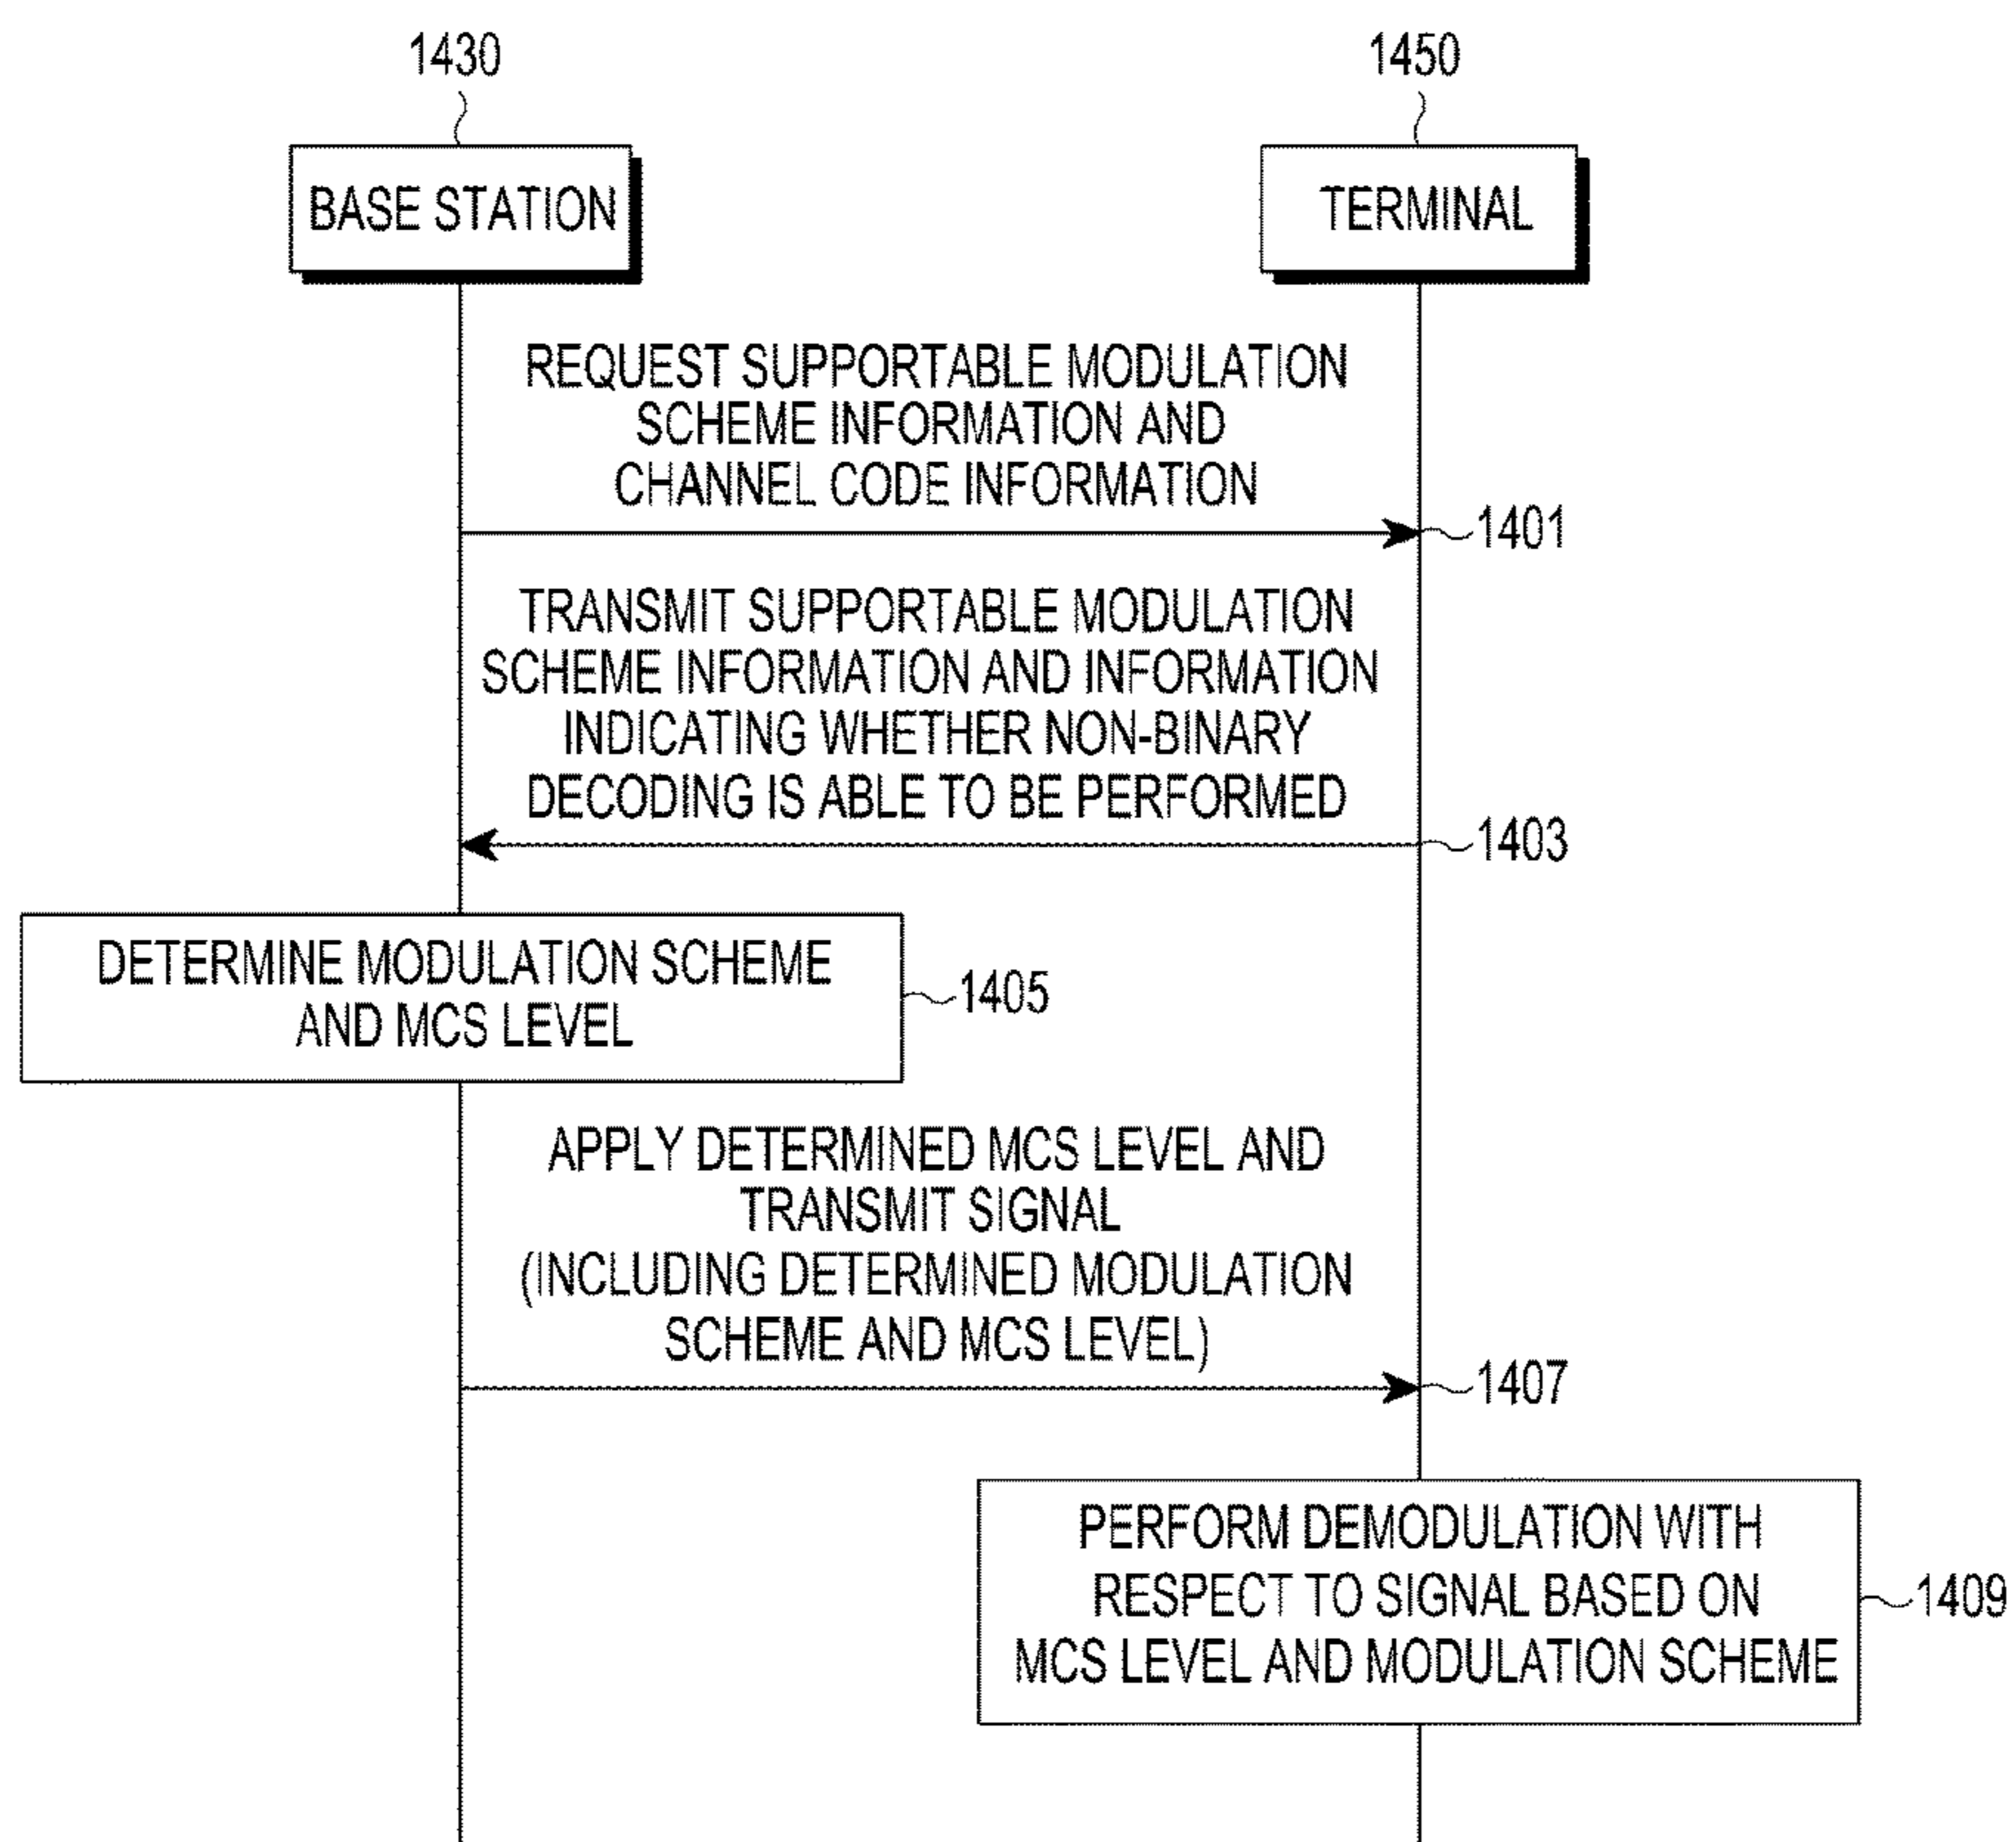 1430
1450
BASE STATION
TERMINAL
REQUEST SUPPORTABLE MODULATION
SCHEME INFORMATION AND
CHANNEL CODE INFORMATION
1401
TRANSMIT SUPPORTABLE MODULATION
SCHEME INFORMATION AND INFORMATION
INDICATING WHETHER NON-BINARY
DECODING IS ABLE TO BE PERFORMED
1403
DETERMINE MODULATION SCHEME
AND MCS LEVEL
1405
APPLY DETERMINED MCS LEVEL AND
TRANSMIT SIGNAL
(INCLUDING DETERMINED MODULATION
SCHEME AND MCS LEVEL)
1407
PERFORM DEMODULATION WITH
RESPECT TO SIGNAL BASED ON
MCS LEVEL AND MODULATION SCHEME
1409